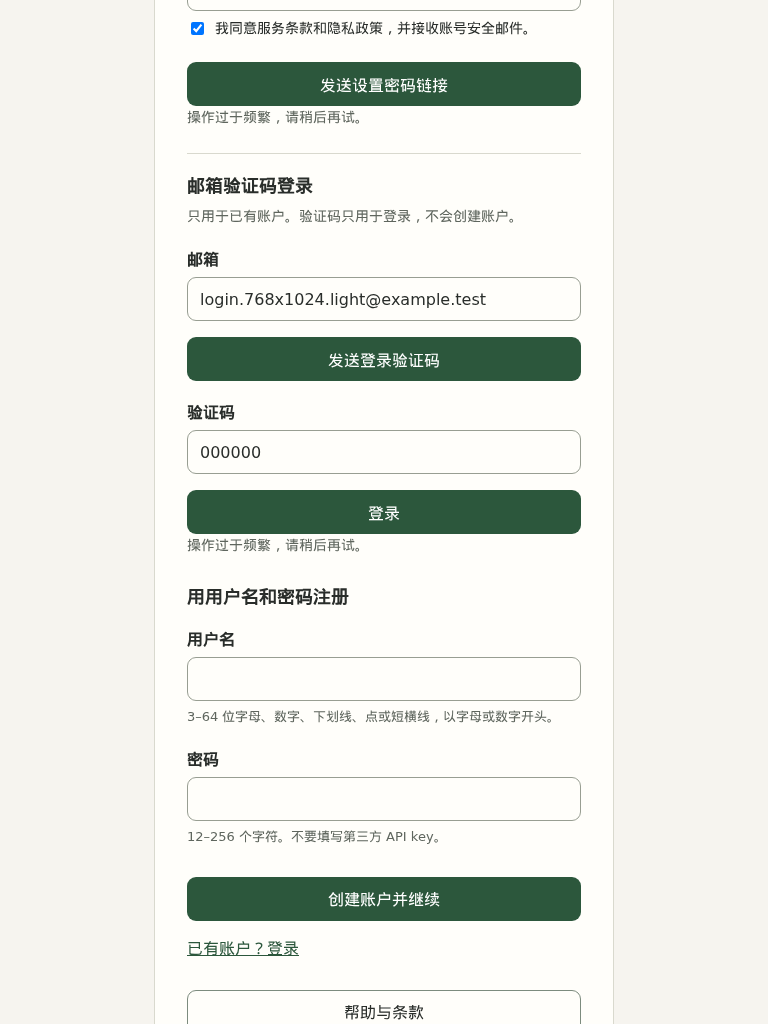 我同意服务条款和隐私政策，并接收账号安全邮件。
发送设置密码链接
操作过于频繁，请稍后再试。
邮箱验证码登录
只用于已有账户。验证码只用于登录，不会创建账户。
邮箱
login.768x1024.light@example.test
发送登录验证码
验证码
000000
登录
操作过于频繁，请稍后再试。
用用户名和密码注册
用户名
3–64 位字母、数字、下划线、点或短横线，以字母或数字开头。
密码
12–256 个字符。不要填写第三方 API key。
创建账户并继续
已有账户？登录
帮助与条款